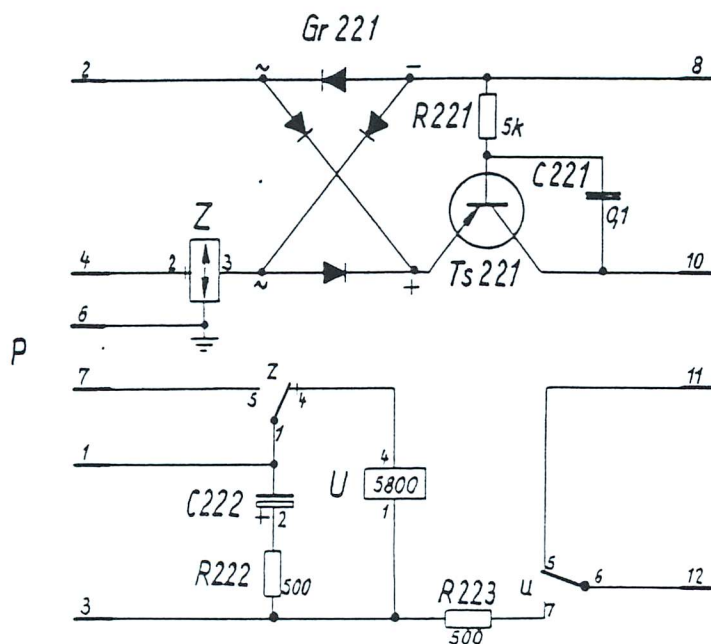 Gr 221
2 ~ − 8
R221
5k
C221
0,1
Z
4 2 3 ~ + Ts 221 10
6
P
7 5 z 4 11
1
1
U 4
5800
1
C222
+ 2
R222
500
5
u 6 12
3 R223 7
500